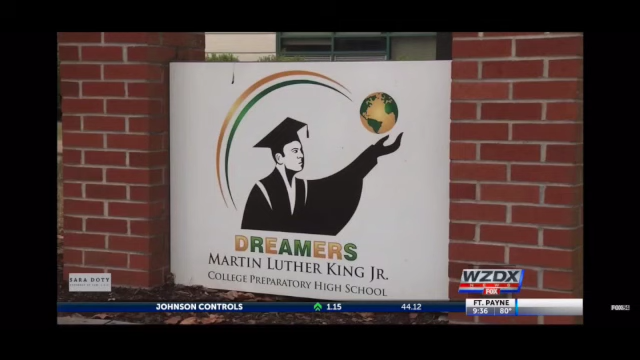 DREAMERS
MARTIN LUTHER KING JR.
COLLEGE PREPARATORY HIGH SCHOOL
SARA DOTY
WZDX
NEWS
FOX
FT. PAYNE
9:36 80°
JOHNSON CONTROLS 1.15 44.12